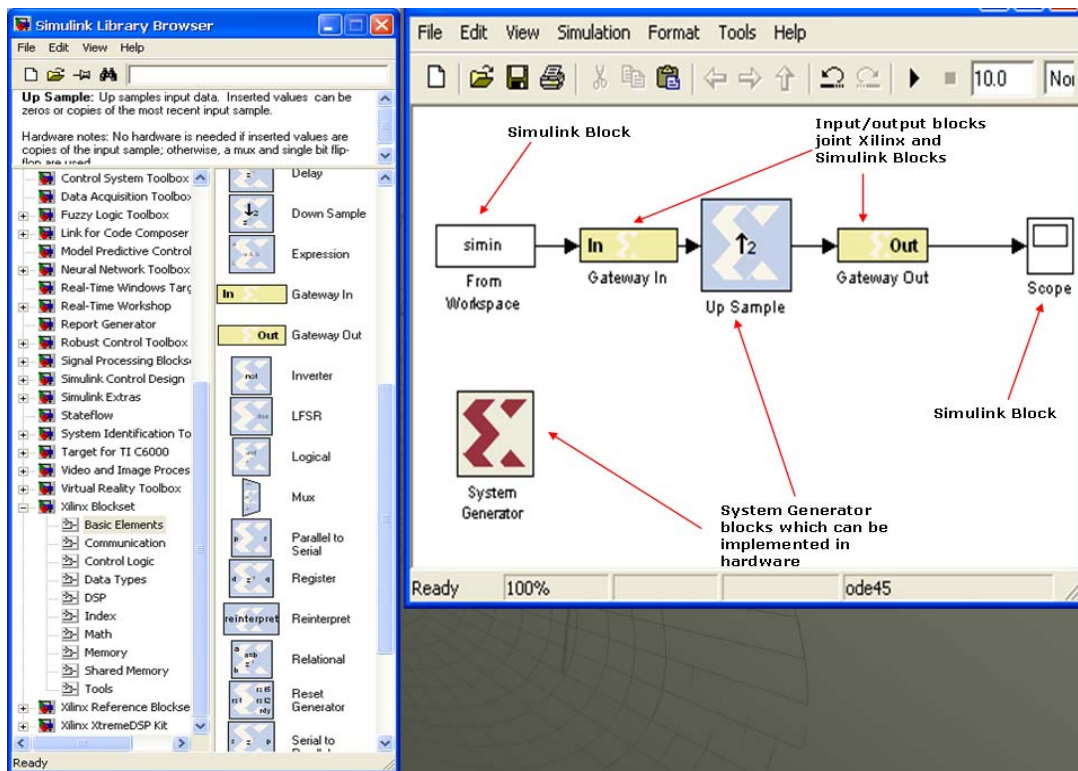 Simulink Library Browser
File Edit View Help
Up Sample: Up samples input data. Inserted values can be
zeros or copies of the most recent input sample.
Hardware notes: No hardware is needed if inserted values are
copies of the input sample; otherwise, a mux and single bit flip-
flop are used
Control System Toolbox
Data Acquisition Toolbox
Fuzzy Logic Toolbox
Link for Code Composer
Model Predictive Control
Neural Network Toolbox
Real-Time Windows Targ
Real-Time Workshop
Report Generator
Robust Control Toolbox
Signal Processing Blocks
Simulink Control Design
Simulink Extras
Stateflow
System Identification To
Target for TI C6000
Video and Image Proces
Virtual Reality Toolbox
Xilinx Blockset
Basic Elements
Communication
Control Logic
Data Types
DSP
Index
Math
Memory
Shared Memory
Tools
Xilinx Reference Blockse
Xilinx XtremeDSP Kit
Delay
Down Sample
Expression
In
Gateway In
Out
Gateway Out
not
Inverter
LFSR
Logical
Mux
Parallel to
Serial
Register
reinterpret
Reinterpret
Relational
Reset
Generator
Serial to
Ready
File Edit View Simulation Format Tools Help
10.0
Simulink Block
Input/output blocks
joint Xilinx and
Simulink Blocks
simin
In
↑2
Out
From
Workspace
Gateway In
Up Sample
Gateway Out
Scope
Simulink Block
System
Generator
System Generator
blocks which can be
implemented in
hardware
Ready 100% ode45